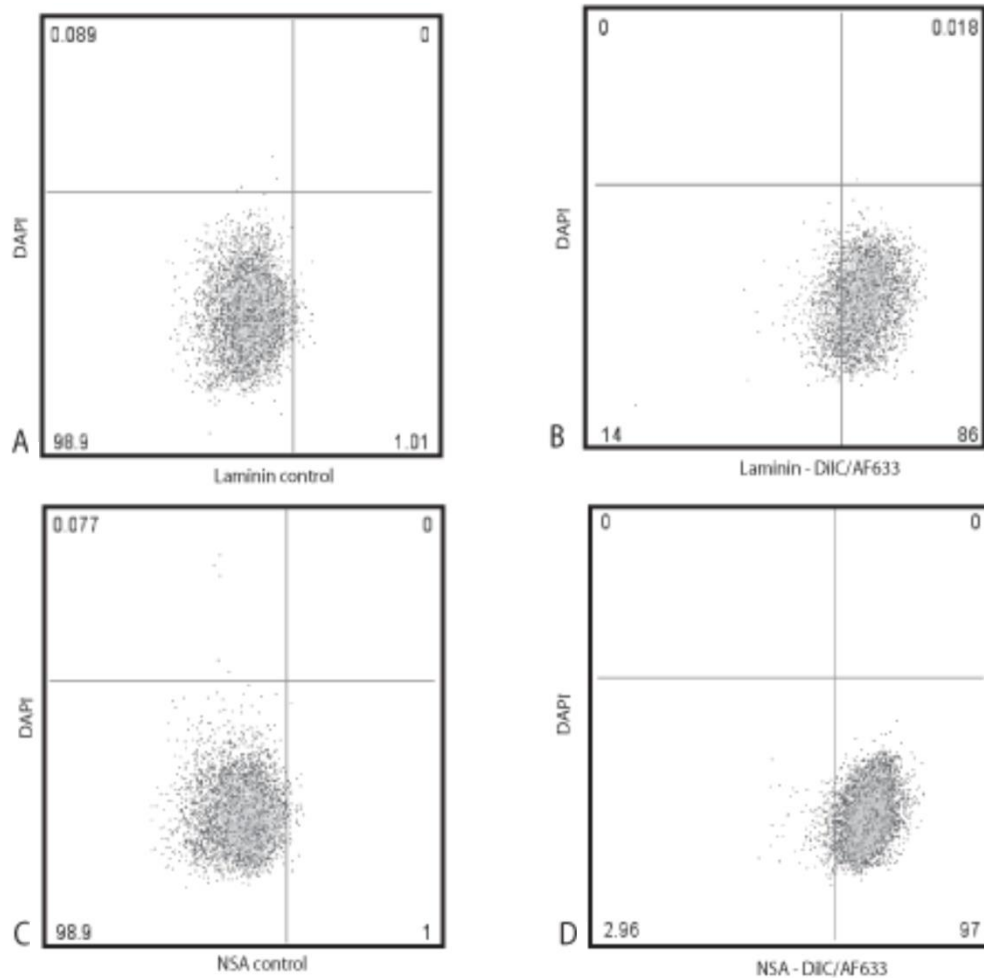 0.089 0
DAPI
98.9 1.01
A
Laminin control
0 0.018
DAPI
14 86
B
Laminin - DiIC/AF633
0.077 0
DAPI
98.9 1
C
NSA control
0 0
DAPI
2.96 97
D
NSA - DiIC/AF633